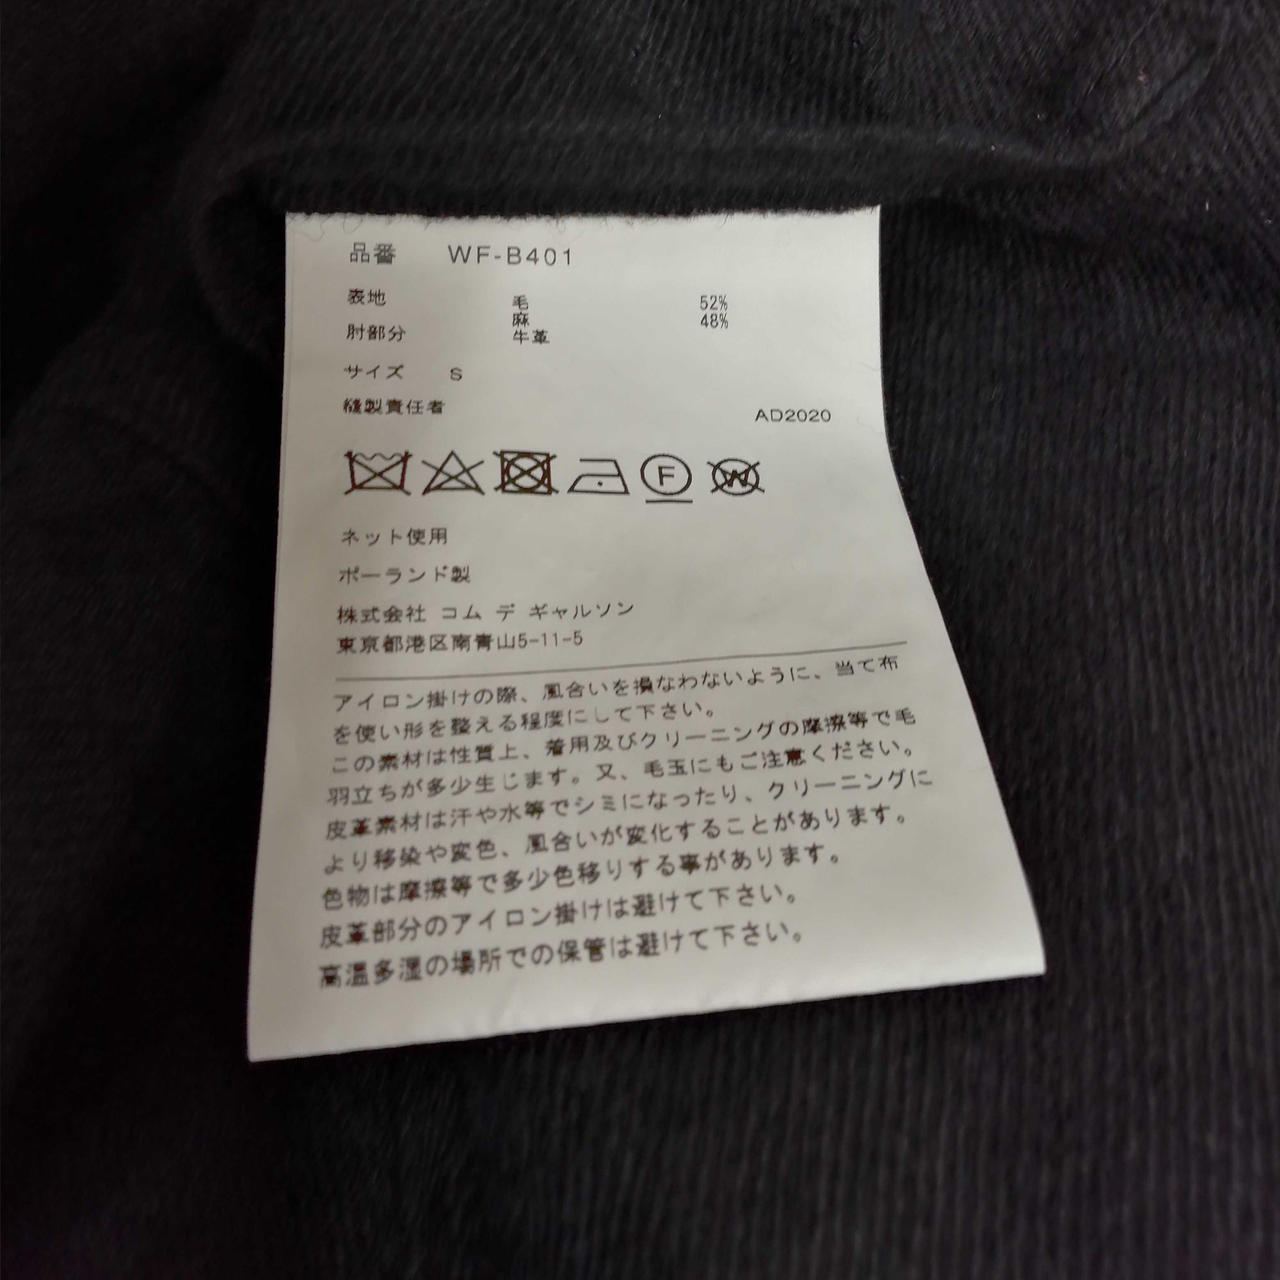 品番 WF-B401
表地 毛 52%
麻 48%
肘部分 牛革
サイズ S
縫製責任者 AD2020
F W
ネット使用
ポーランド製
株式会社 コム デ ギャルソン
東京都港区南青山5-11-5
アイロン掛けの際、風合いを損なわないように、当て布
を使い形を整える程度にして下さい。
この素材は性質上、着用及びクリーニングの摩擦等で毛
羽立ちが多少生じます。又、毛玉にもご注意ください。
皮革素材は汗や水等でシミになったり、クリーニングに
より移染や変色、風合いが変化することがあります。
色物は摩擦等で多少色移りする事があります。
皮革部分のアイロン掛けは避けて下さい。
高温多湿の場所での保管は避けて下さい。